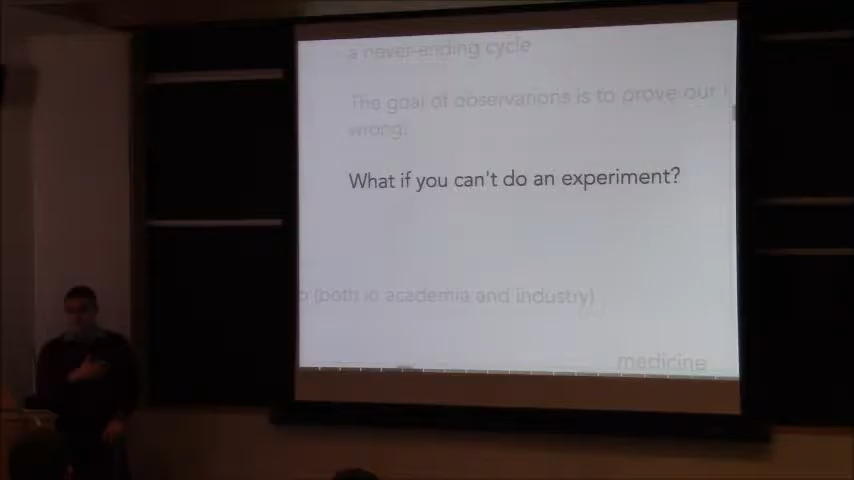 a never-ending cycle
The goal of observations is to prove our
wrong.
What if you can't do an experiment?
(both in academia and industry)
medicine